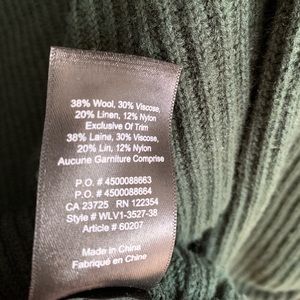 38% Wool, 30% Viscose,
20% Linen, 12% Nylon
Exclusive Of Trim
38% Laine, 30% Viscose,
20% Lin, 12% Nylon
Aucune Garniture Comprise
P.O. # 4500088663
P.O. # 4500088664
CA 23725 RN 122354
Style # WLV1-3527-38
Article # 60207
Made in China
Fabriqué en Chine